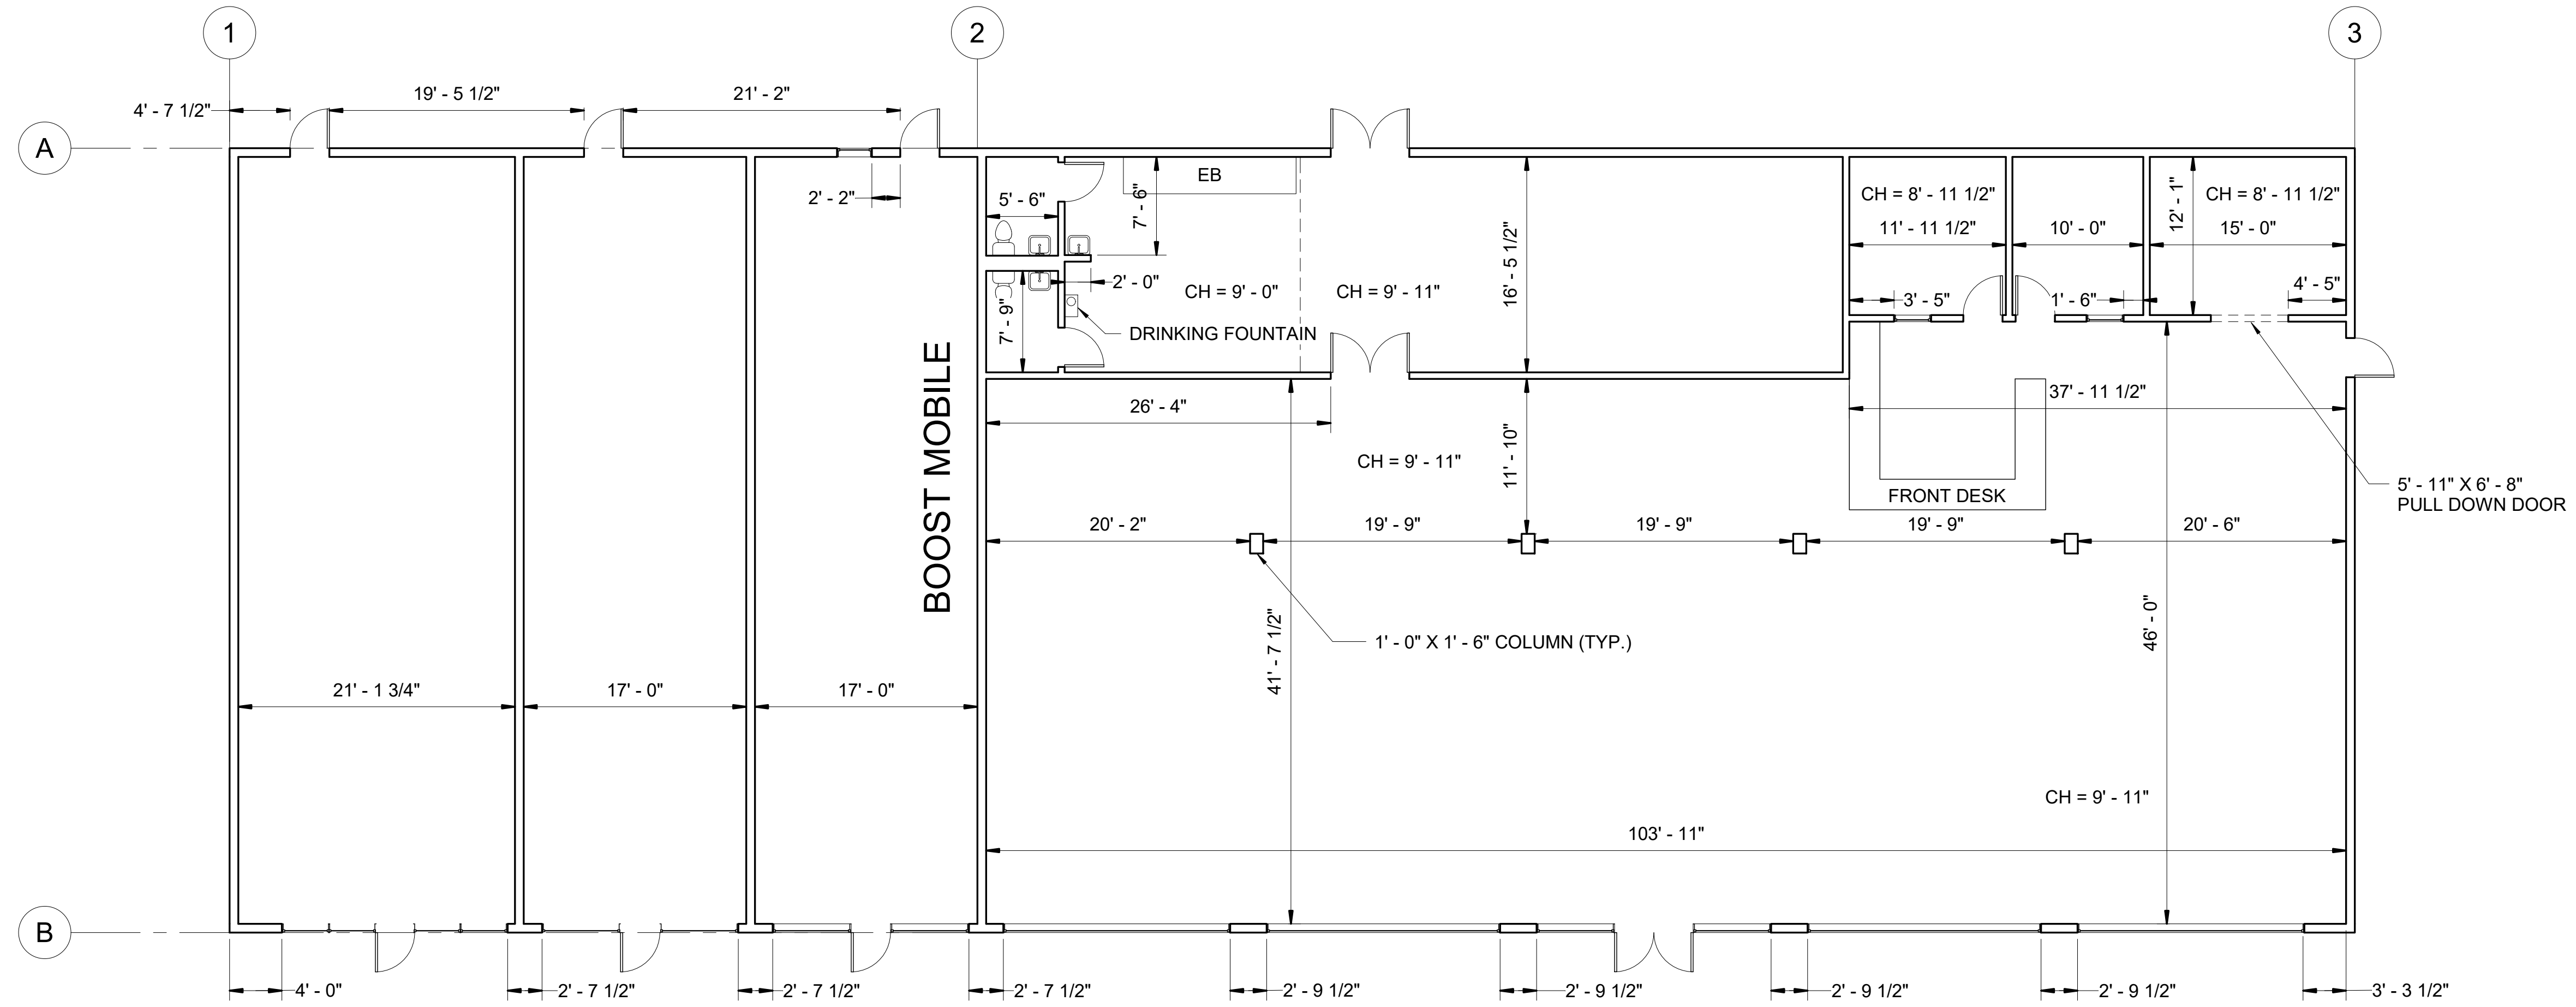 1
2
3
4' - 7 1/2"
19' - 5 1/2"
21' - 2"
A
2' - 2"
5' - 6"
7' - 6"
EB
CH = 8' - 11 1/2"
11' - 11 1/2"
10' - 0"
12' - 1"
CH = 8' - 11 1/2"
15' - 0"
16' - 5 1/2"
2' - 0"
CH = 9' - 0"
CH = 9' - 11"
3' - 5"
1' - 6"
4' - 5"
7' - 9"
DRINKING FOUNTAIN
BOOST MOBILE
26' - 4"
37' - 11 1/2"
CH = 9' - 11"
11' - 10"
FRONT DESK
5' - 11" X 6' - 8"
PULL DOWN DOOR
20' - 2"
19' - 9"
19' - 9"
19' - 9"
20' - 6"
41' - 7 1/2"
1' - 0" X 1' - 6" COLUMN (TYP.)
46' - 0"
21' - 1 3/4"
17' - 0"
17' - 0"
CH = 9' - 11"
103' - 11"
B
4' - 0"
2' - 7 1/2"
2' - 7 1/2"
2' - 7 1/2"
2' - 9 1/2"
2' - 9 1/2"
2' - 9 1/2"
2' - 9 1/2"
3' - 3 1/2"